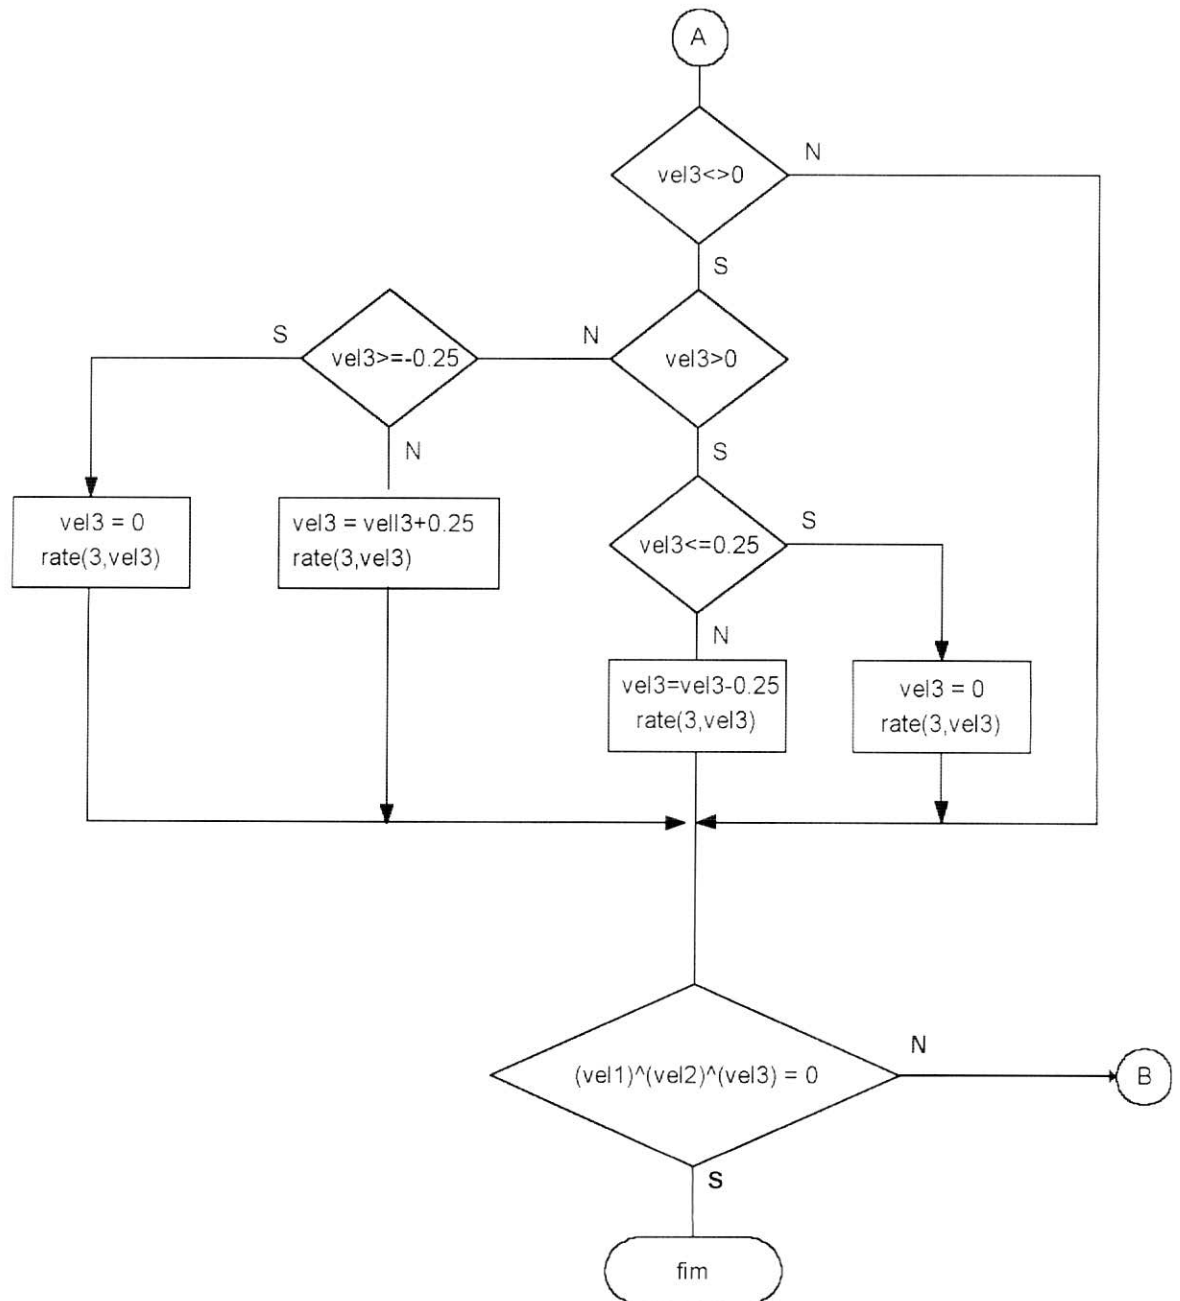 A
vel3<>0
N
S
vel3>=-0.25
S
N
vel3>0
N
S
vel3 = 0
rate(3,vel3)
vel3 = vell3+0.25
rate(3,vel3)
vel3<=0.25
S
N
vel3=vel3-0.25
rate(3,vel3)
vel3 = 0
rate(3,vel3)
(vel1)^(vel2)^(vel3) = 0
N
B
S
fim